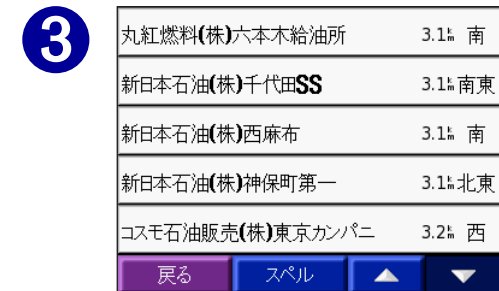 3
丸紅燃料(株)六本木給油所 3.1㎞ 南
新日本石油(株)千代田SS 3.1㎞ 南東
新日本石油(株)西麻布 3.1㎞ 南
新日本石油(株)神保町第一 3.1㎞ 北東
コスモ石油販売(株)東京カンパニ 3.2㎞ 西
戻る スペル